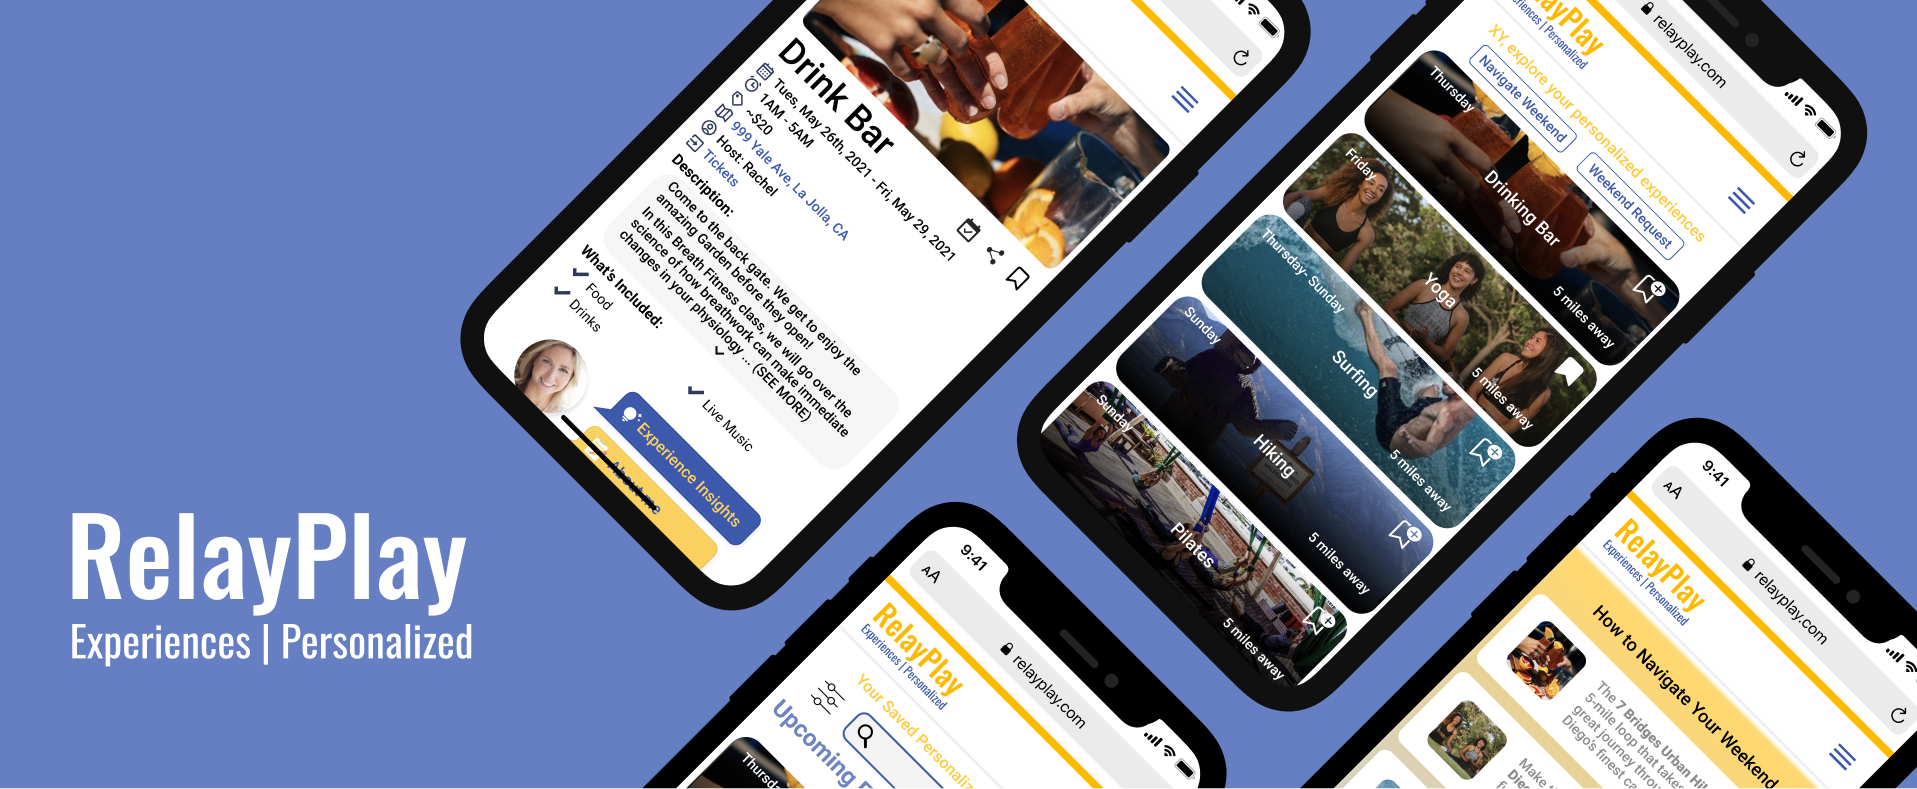 RelayPlay
Experiences | Personalized
Drink Bar
Tues, May 26th, 2021 - Fri, May 29, 2021
1AM - 5AM
~$20
999 Yale Ave, La Jolla, CA
Host: Rachel
Tickets
Description:
Come to the back gate. We get to enjoy the
amazing Garden before they open!
In this Breath Fitness class, we will go over the
science of how breathwork can make immediate
changes in your physiology ... (SEE MORE)
What's Included:
Food
Drinks
Live Music
Experience Insights
About me
relayplay.com
RelayPlay
Experiences | Personalized
XY, explore your personalized experiences
Navigate Weekend
Weekend Request
Thursday
Drinking Bar
5 miles away
Friday
Yoga
5 miles away
Thursday- Sunday
Surfing
5 miles away
Sunday
Hiking
5 miles away
Sunday
Pilates
5 miles away
9:41
AA
relayplay.com
RelayPlay
Experiences | Personalized
Your Saved
Upcoming
Thursd
9:41
AA
relayplay.com
RelayPlay
Experiences | Personalized
How to Navigate Your Weekend
The 7 Bridges Urban
5-mile loop that takes
great journey
Diego's finest
Make